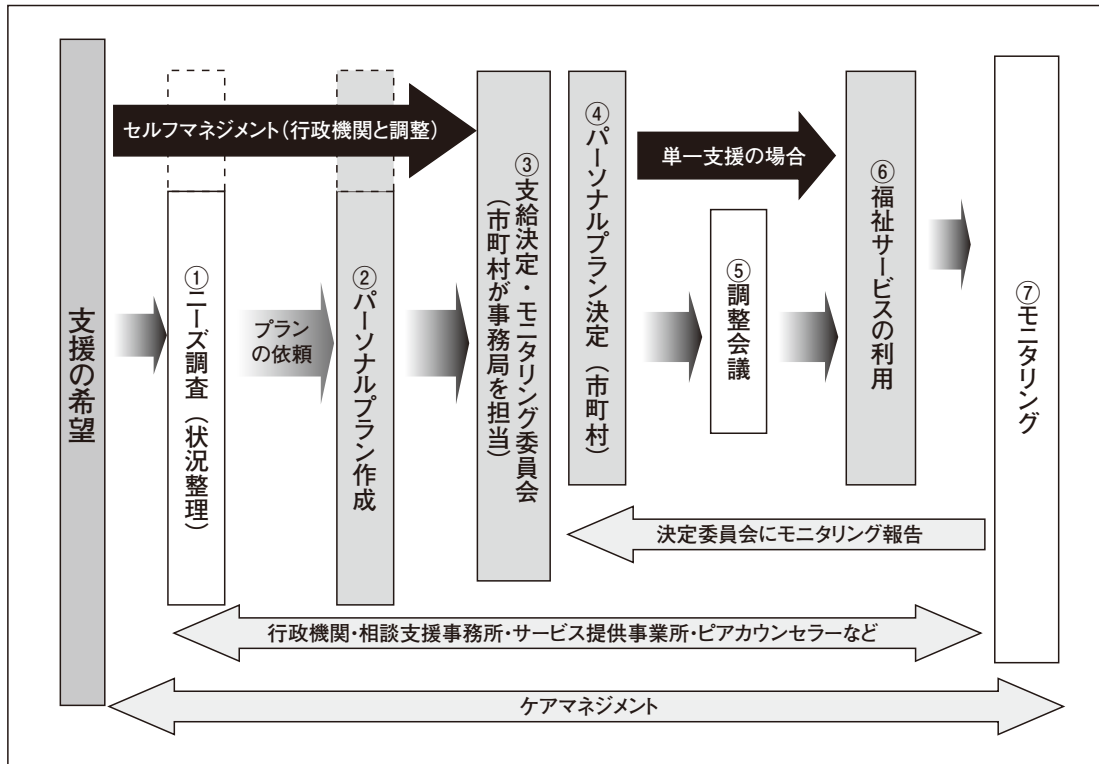 支援の希望
セルフマネジメント（行政機関と調整）
①ニーズ調査（状況整理）
プラン
の依頼
②パーソナルプラン作成
③支給決定・モニタリング委員会
（市町村が事務局を担当）
④パーソナルプラン決定（市町村）
単一支援の場合
⑤調整会議
⑥福祉サービスの利用
⑦モニタリング
決定委員会にモニタリング報告
行政機関・相談支援事務所・サービス提供事業所・ピアカウンセラーなど
ケアマネジメント